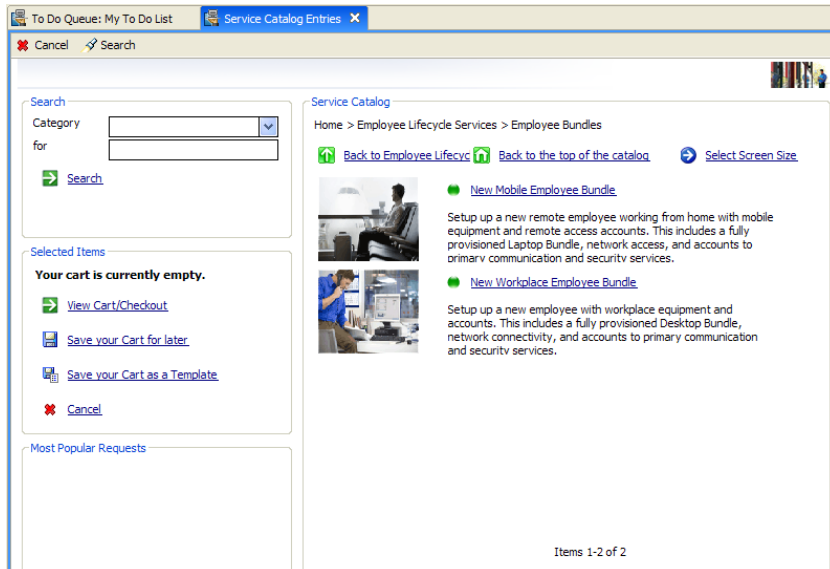 To Do Queue: My To Do List
Service Catalog Entries
Cancel
Search
Search
Category
for
Search
Selected Items
Your cart is currently empty.
View Cart/Checkout
Save your Cart for later
Save your Cart as a Template
Cancel
Most Popular Requests
Service Catalog
Home > Employee Lifecycle Services > Employee Bundles
Back to Employee Lifecyc
Back to the top of the catalog
Select Screen Size
New Mobile Employee Bundle
Setup up a new remote employee working from home with mobile
equipment and remote access accounts. This includes a fully
provisioned Laptop Bundle, network access, and accounts to
primary communication and security services.
New Workplace Employee Bundle
Setup up a new employee with workplace equipment and
accounts. This includes a fully provisioned Desktop Bundle,
network connectivity, and accounts to primary communication
and security services.
Items 1-2 of 2